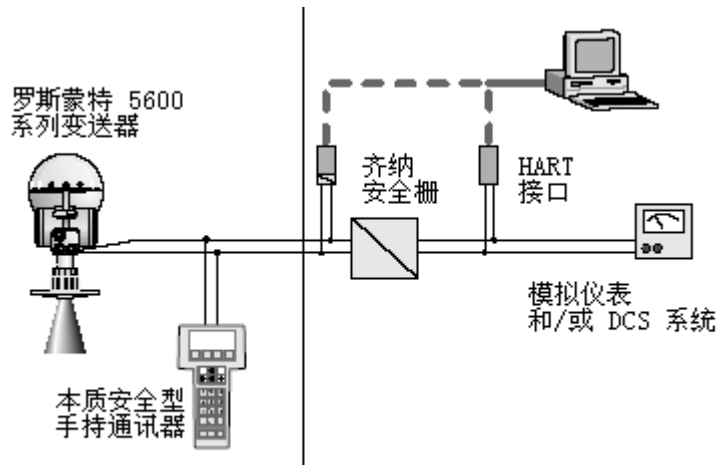 罗斯蒙特 5600
系列变送器
齐纳
安全栅
HART
接口
模拟仪表
和/或 DCS 系统
本质安全型
手持通讯器